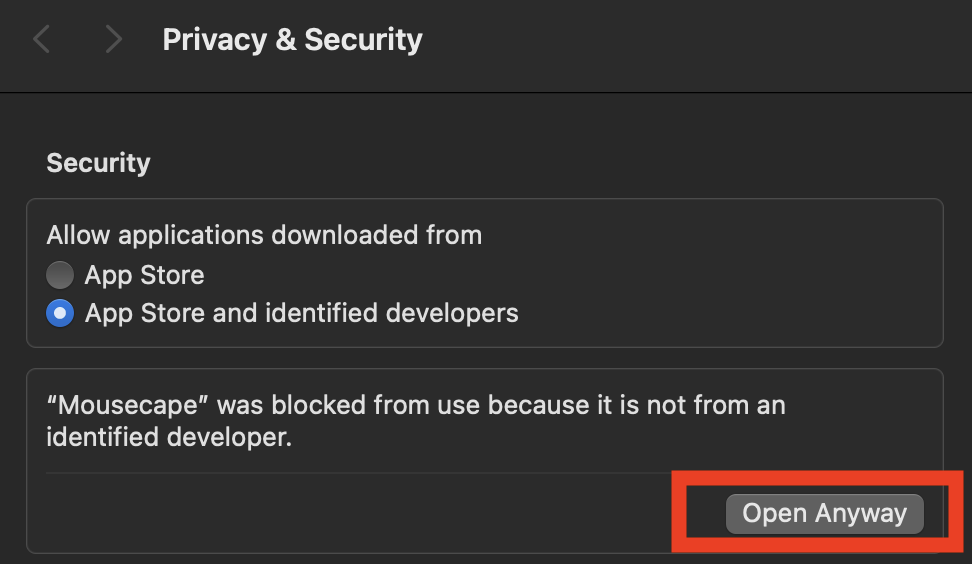 Privacy & Security
Security
Allow applications downloaded from
App Store
App Store and identified developers
“Mousecape” was blocked from use because it is not from an
identified developer.
Open Anyway